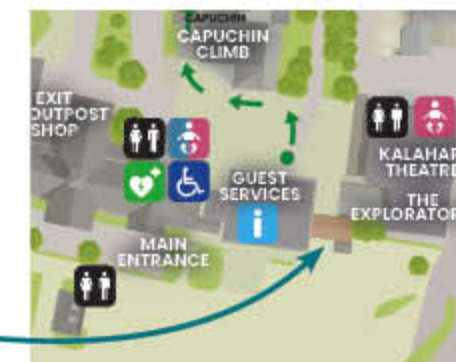 CAPUCHIN
CAPUCHIN
CLIMB
EXIT
OUTPOST
SHOP
KALAHAR
THEATRE
GUEST
SERVICES
i
THE
EXPLORATOR
MAIN
ENTRANCE